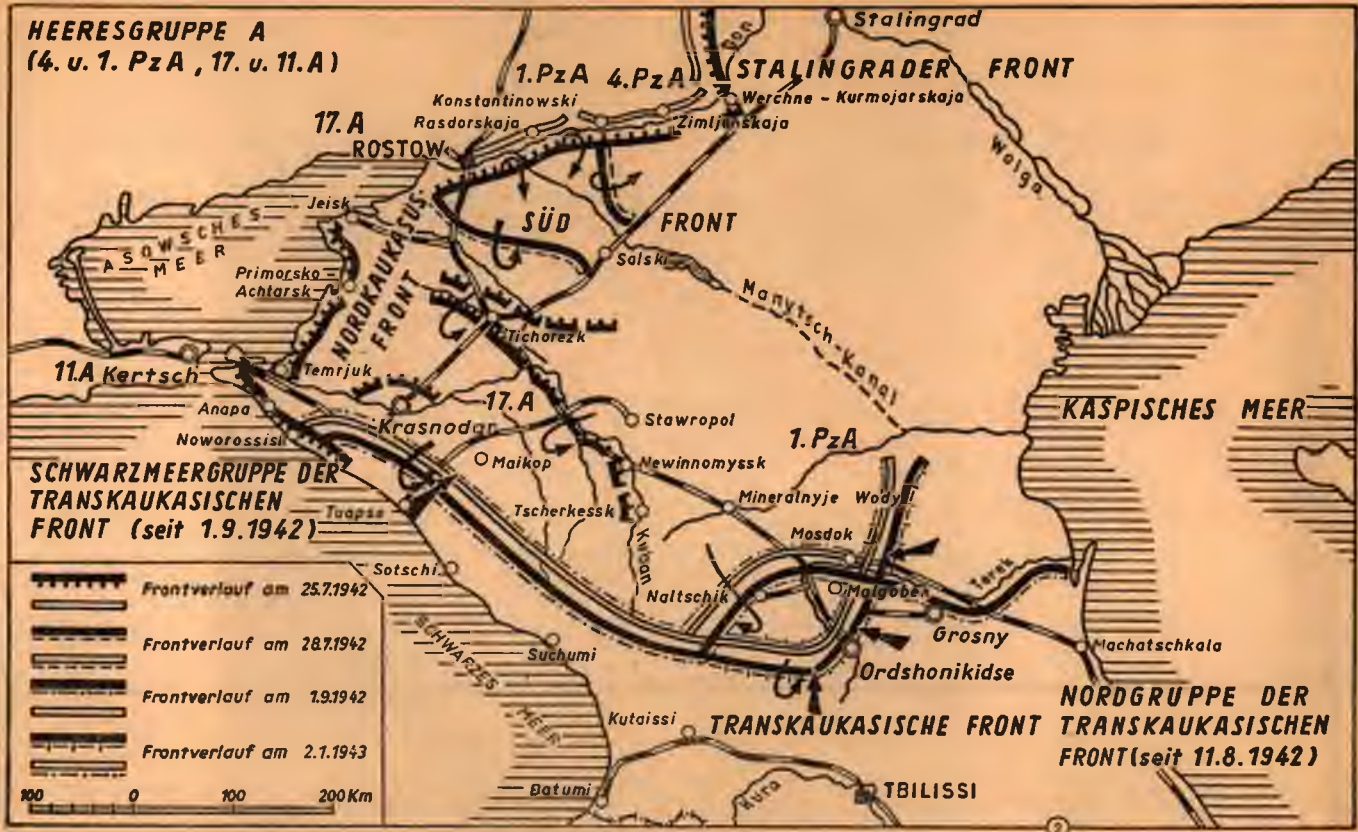 HEERESGRUPPE A
(4. u. 1. PzA , 17. u. 11.A)
Stalingrad
Don
1.PzA
4.PzA
STALINGRADER FRONT
Konstantinowski
Werchne - Kurmojarskaja
Rasdorskaja
Zimljanskaja
17.A
ROSTOW
Wolga
Jeisk
ASOWSCHES
MEER
SÜD FRONT
NORDKAUKASUS-
FRONT
Salsk
Primorsko -
Achtarsk
Manytsch-Kanal
Tichorezk
11.A Kertsch
Temrjuk
Anapa
17.A
Krasnodar
Stawropol
KASPISCHES MEER
Noworossisk
1.PzA
Maikop
Newinnomyssk
SCHWARZMEERGRUPPE DER
TRANSKAUKASISCHEN
FRONT (seit 1.9.1942)
Tuapse
Tscherkessk
Mineralnyje Wody
Kuban
Mosdok
Terek
Sotschi
Naltschik
Malgobek
Grosny
Suchumi
Machatschkala
Ordshonikidse
SCHWARZES
MEER
Frontverlauf am 25.7.1942
Frontverlauf am 28.7.1942
Frontverlauf am 1.9.1942
Frontverlauf am 2.1.1943
100 0 100 200 Km
Kutaissi
TRANSKAUKASISCHE FRONT
NORDGRUPPE DER
TRANSKAUKASISCHEN
FRONT (seit 11.8.1942)
Batumi
Kura
TBILISSI
2